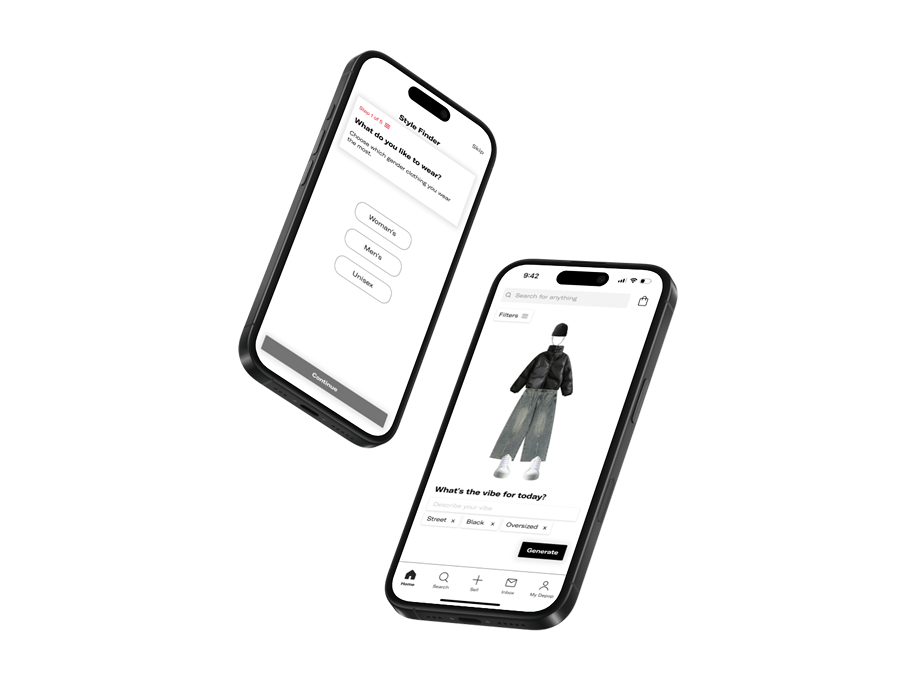 Style Finder
Skip
Step 1 of 5
What do you like to wear?
Choose which gender clothing you wear
the most.
Woman's
Men's
Unisex
Continue
9:42
Search for anything
Filters
What's the vibe for today?
Describe your vibe
Street x Black x Oversized x
Generate
Home Search Sell Inbox My Depop